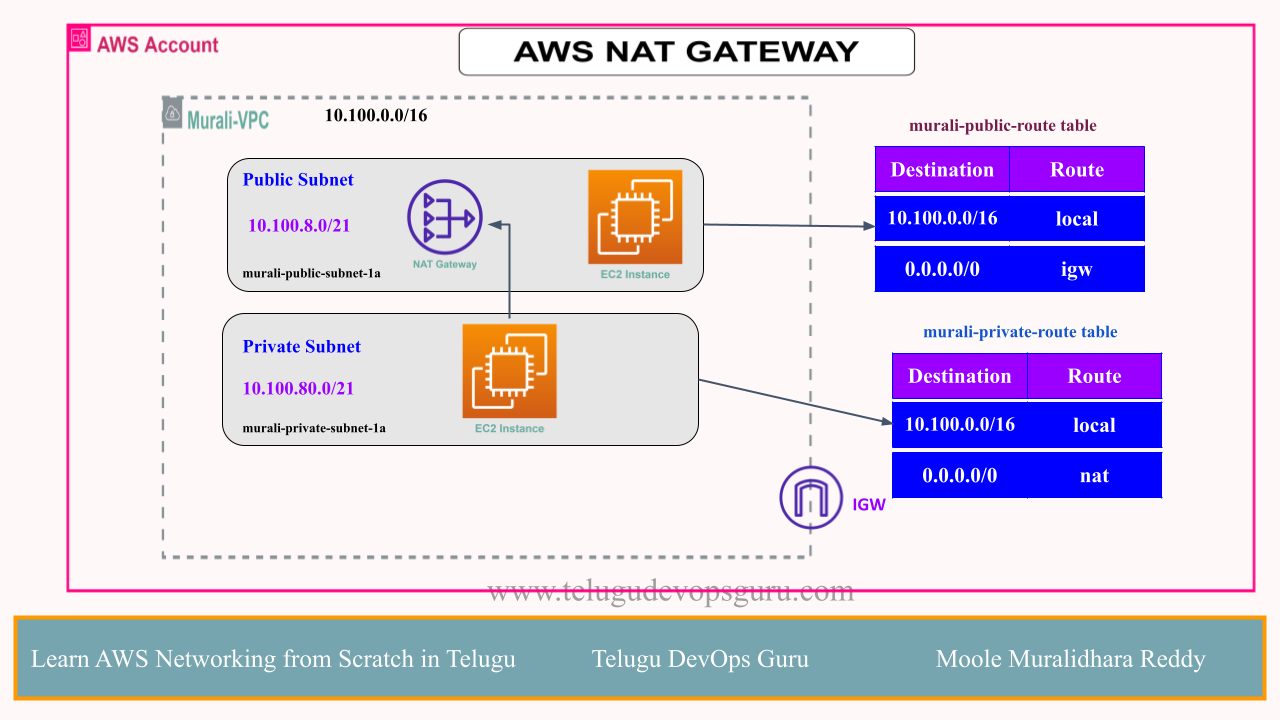 AWS Account
AWS NAT GATEWAY
Murali-VPC
10.100.0.0/16
Public Subnet
10.100.8.0/21
murali-public-subnet-1a
NAT Gateway
EC2 Instance
Private Subnet
10.100.80.0/21
murali-private-subnet-1a
EC2 Instance
murali-public-route table
Destination Route
10.100.0.0/16 local
0.0.0.0/0 igw
murali-private-route table
Destination Route
10.100.0.0/16 local
0.0.0.0/0 nat
IGW
www.telugudevopsguru.com
Learn AWS Networking from Scratch in Telugu
Telugu DevOps Guru
Moole Muralidhara Reddy